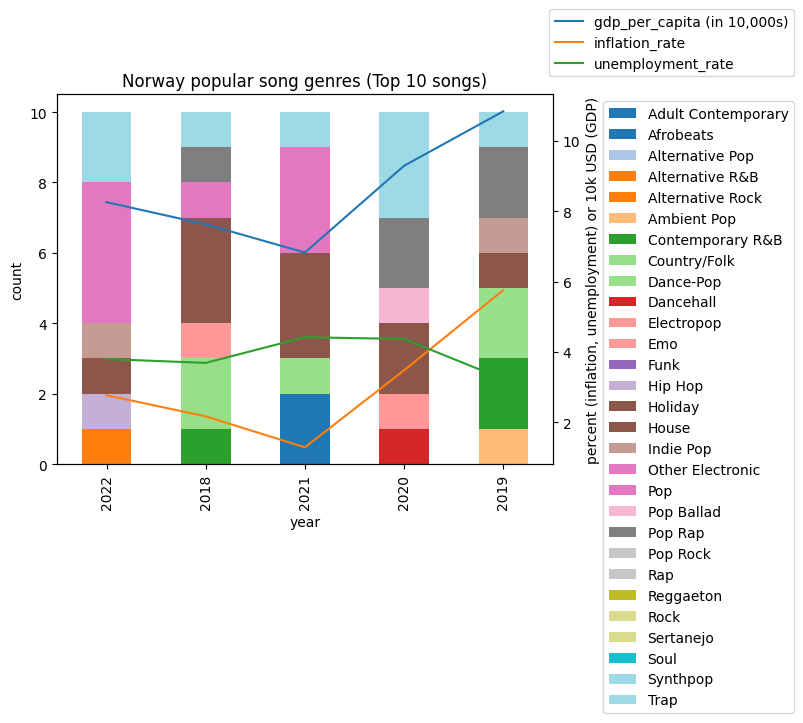 gdp_per_capita (in 10,000s)
inflation_rate
unemployment_rate
Norway popular song genres (Top 10 songs)
10
8
6
4
2
0
count
10
8
6
4
2
percent (inflation, unemployment) or 10k USD (GDP)
2022
2018
2021
2020
2019
year
Adult Contemporary
Afrobeats
Alternative Pop
Alternative R&B
Alternative Rock
Ambient Pop
Contemporary R&B
Country/Folk
Dance-Pop
Dancehall
Electropop
Emo
Funk
Hip Hop
Holiday
House
Indie Pop
Other Electronic
Pop
Pop Ballad
Pop Rap
Pop Rock
Rap
Reggaeton
Rock
Sertanejo
Soul
Synthpop
Trap